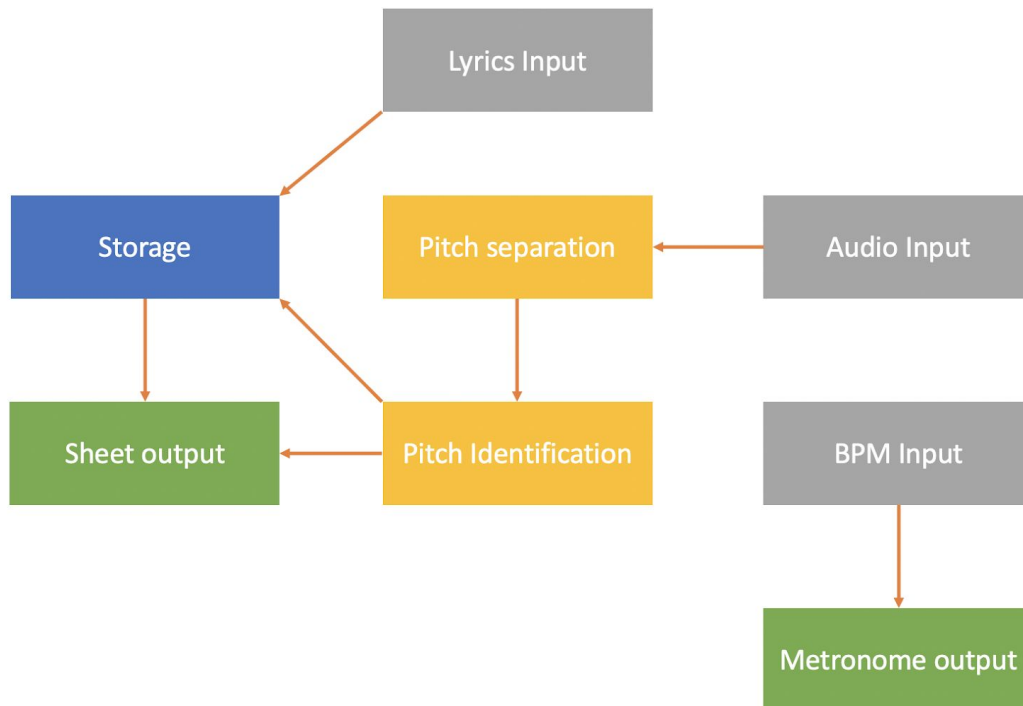 Lyrics Input
Storage
Pitch separation
Audio Input
Sheet output
Pitch Identification
BPM Input
Metronome output